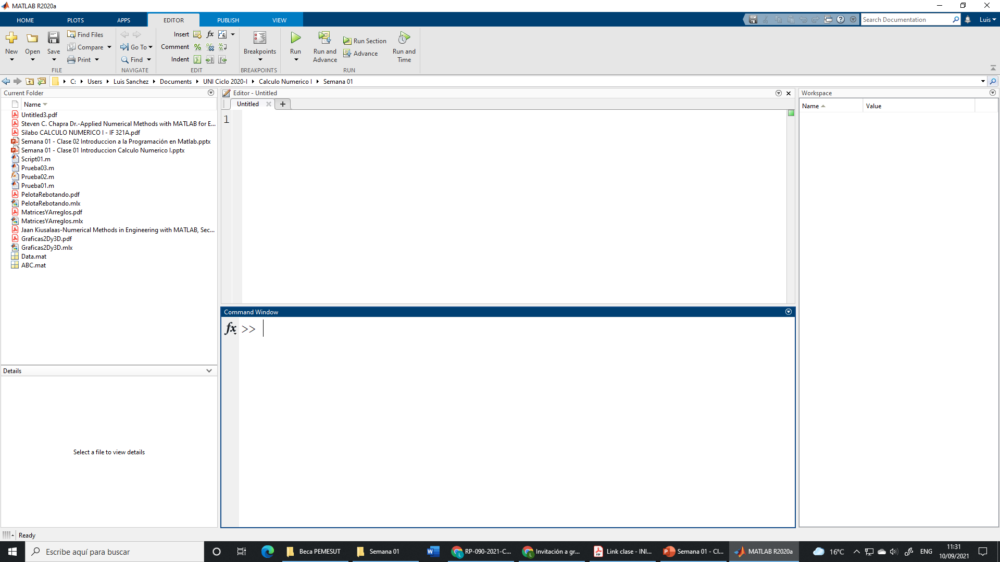 MATLAB R2020a
HOME PLOTS APPS EDITOR PUBLISH VIEW Search Documentation Luis
New Open Save Find Files Compare Print
FILE
Go To Find
NAVIGATE
Insert fx
Comment
Indent
EDIT
Breakpoints
BREAKPOINTS
Run Run and Advance Run Section Advance Run and Time
RUN
C: Users Luis Sanchez Documents UNI Ciclo 2020-I Calculo Numerico I Semana 01
Current Folder
Name
Untitled3.pdf
Steven C. Chapra Dr.-Applied Numerical Methods with MATLAB for E...
Silabo CALCULO NUMERICO I - IF 321A.pdf
Semana 01 - Clase 02 Introduccion a la Programación en Matlab.pptx
Semana 01 - Clase 01 Introduccion Calculo Numerico I.pptx
Script01.m
Prueba03.m
Prueba02.m
Prueba01.m
PelotaRebotando.pdf
PelotaRebotando.mlx
MatricesYArreglos.pdf
MatricesYArreglos.mlx
Jaan Kiusalaas-Numerical Methods in Engineering with MATLAB, Sec...
Graficas2Dy3D.pdf
Graficas2Dy3D.mlx
Data.mat
ABC.mat
Details
Select a file to view details
Editor - Untitled
Untitled
1
Command Window
fx >>
Workspace
Name Value
Ready
Escribe aquí para buscar
Beca PEMESUT
Semana 01
RP-090-2021-C...
Invitación a gr...
Link clase - INI...
Semana 01 - Cl...
MATLAB R2020a
16°C
ENG
11:31
10/09/2021